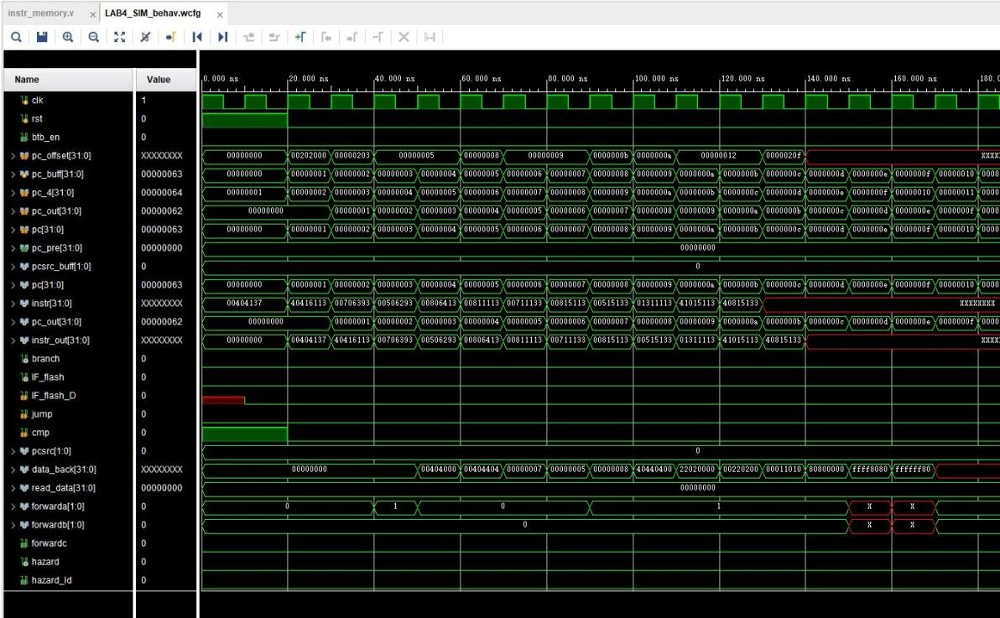 instr_memory.v × LAB4_SIM_behav.wcfg ×
Name Value 0.000 ns 20.000 ns 40.000 ns 60.000 ns 80.000 ns 100.000 ns 120.000 ns 140.000 ns 160.000 ns 180.0
clk 1
rst 0
btb_en 0
pc_offset[31:0] XXXXXXXX 00000000 00202000 00000203 00000005 00000008 00000009 0000000b 0000000a 00000012 0000020f XXXX
pc_buff[31:0] 00000063 00000000 00000001 00000002 00000003 00000004 00000005 00000006 00000007 00000008 00000009 0000000a 0000000b 0000000c 0000000d 0000000e 0000000f 00000010 0000
pc_4[31:0] 00000064 00000001 00000002 00000003 00000004 00000005 00000006 00000007 00000008 00000009 0000000a 0000000b 0000000c 0000000d 0000000e 0000000f 00000010 00000011 0000
pc_out[31:0] 00000062 00000000 00000001 00000002 00000003 00000004 00000005 00000006 00000007 00000008 00000009 0000000a 0000000b 0000000c 0000000d 0000000e 0000000f 0000
pc[31:0] 00000063 00000000 00000001 00000002 00000003 00000004 00000005 00000006 00000007 00000008 00000009 0000000a 0000000b 0000000c 0000000d 0000000e 0000000f 00000010 0000
pc_pre[31:0] 00000000 00000000
pcsrc_buff[1:0] 0 0
pc[31:0] 00000063 00000000 00000001 00000002 00000003 00000004 00000005 00000006 00000007 00000008 00000009 0000000a 0000000b 0000000c 0000000d 0000000e 0000000f 00000010 0000
instr[31:0] XXXXXXXX 00404137 40416113 00706393 00506293 00806413 00811113 00711133 00815113 00515133 01311113 41015113 40815133 XXXXXXXX
pc_out[31:0] 00000062 00000000 00000001 00000002 00000003 00000004 00000005 00000006 00000007 00000008 00000009 0000000a 0000000b 0000000c 0000000d 0000000e 0000000f 0000
instr_out[31:0] XXXXXXXX 00000000 00404137 40416113 00706393 00506293 00806413 00811113 00711133 00815113 00515133 01311113 41015113 40815133 XXXX
branch 0
IF_flash 0
IF_flash_D 0
jump 0
cmp 0
pcsrc[1:0] 0 0
data_back[31:0] XXXXXXXX 00000000 00404000 00404404 00000007 00000005 00000008 40440400 22020000 00220200 00011010 80800000 ffff8080 ffffff80
read_data[31:0] 00000000 00000000
forwarda[1:0] 0 0 1 0 1 X X
forwardb[1:0] 0 0 X X
forwardc 0
hazard 0
hazard_ld 0